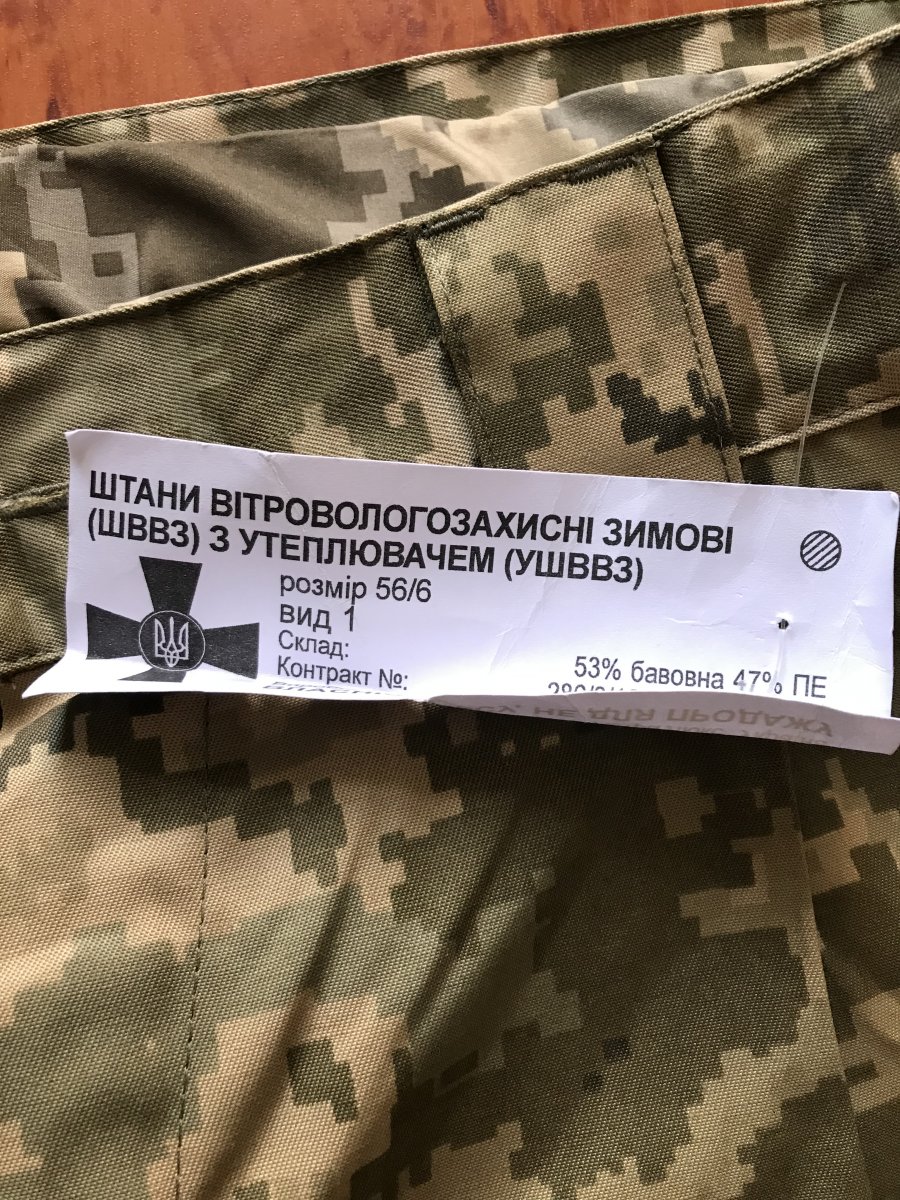 ШТАНИ ВІТРОВОЛОГОЗАХИСНІ ЗИМОВІ
(ШВВЗ) З УТЕПЛЮВАЧЕМ (УШВВЗ)
розмір 56/6
вид 1
Склад: 53% бавовна 47% ПЕ
Контракт №:
НЕ ДЛЯ ПРОДАЖУ